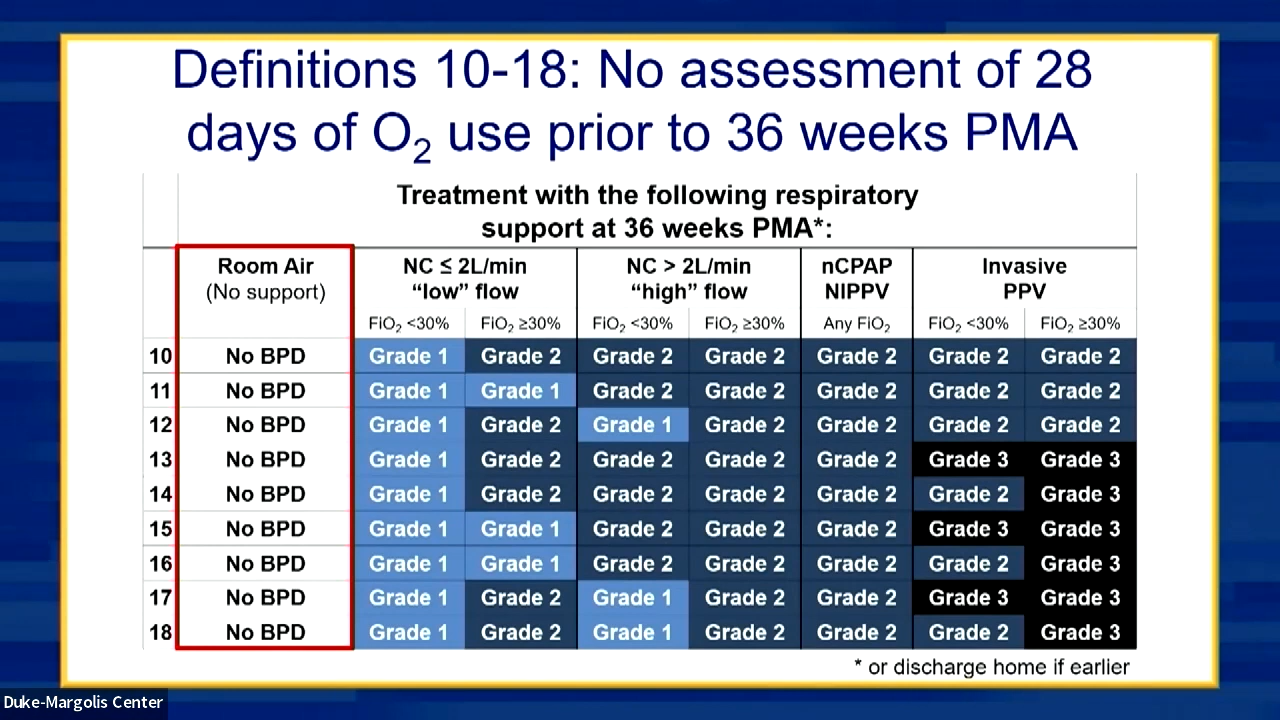 Definitions 10-18: No assessment of 28
days of O₂ use prior to 36 weeks PMA
Treatment with the following respiratory
support at 36 weeks PMA*:
Room Air NC ≤ 2L/min NC > 2L/min nCPAP Invasive
(No support) “low” flow “high” flow NIPPV PPV
FiO₂ <30% FiO₂ ≥30% FiO₂ <30% FiO₂ ≥30% Any FiO₂ FiO₂ <30% FiO₂ ≥30%
10 No BPD Grade 1 Grade 2 Grade 2 Grade 2 Grade 2 Grade 2 Grade 2
11 No BPD Grade 1 Grade 1 Grade 2 Grade 2 Grade 2 Grade 2 Grade 2
12 No BPD Grade 1 Grade 2 Grade 1 Grade 2 Grade 2 Grade 2 Grade 2
13 No BPD Grade 1 Grade 2 Grade 2 Grade 2 Grade 2 Grade 3 Grade 3
14 No BPD Grade 1 Grade 2 Grade 2 Grade 2 Grade 2 Grade 2 Grade 3
15 No BPD Grade 1 Grade 1 Grade 2 Grade 2 Grade 2 Grade 3 Grade 3
16 No BPD Grade 1 Grade 1 Grade 2 Grade 2 Grade 2 Grade 2 Grade 3
17 No BPD Grade 1 Grade 2 Grade 1 Grade 2 Grade 2 Grade 3 Grade 3
18 No BPD Grade 1 Grade 2 Grade 1 Grade 2 Grade 2 Grade 2 Grade 3
* or discharge home if earlier
Duke-Margolis Center